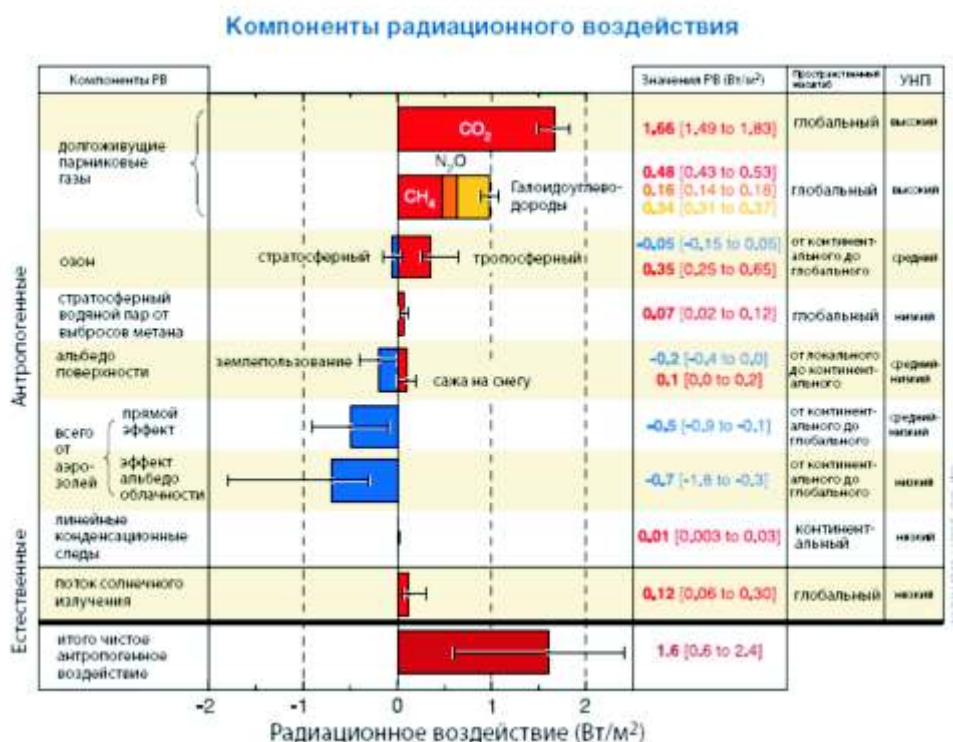 Компоненты радиационного воздействия
Компоненты РВ
Значения РВ (Вт/м²)
Пространственный масштаб
УНП
Антропогенные
долгоживущие
парниковые
газы
CO₂
1.66 [1.49 to 1.83]
глобальный
высокий
N₂O
CH₄
Галоидоуглево-
дороды
0.48 [0.43 to 0.53]
0.16 [0.14 to 0.18]
0.34 [0.31 to 0.37]
глобальный
высокий
озон
стратосферный
тропосферный
-0.05 [-0.15 to 0.05]
0.35 [0.25 to 0.65]
от континент-
ального до
глобального
средний
стратосферный
водяной пар от
выбросов метана
0.07 [0.02 to 0.12]
глобальный
низкий
альбедо
поверхности
землепользование
сажа на снегу
-0.2 [-0.4 to 0.0]
0.1 [0.0 to 0.2]
от локального
до континент-
ального
средний-
низкий
всего
от
аэро-
золей
прямой
эффект
-0.5 [-0.9 to -0.1]
от континент-
ального до
глобального
средний-
низкий
эффект
альбедо
облачности
-0.7 [-1.8 to -0.3]
от континент-
ального до
глобального
низкий
линейные
конденсационные
следы
0.01 [0.003 to 0.03]
континент-
альный
низкий
Естественные
поток солнечного
излучения
0.12 [0.06 to 0.30]
глобальный
низкий
итого чистое
антропогенное
воздействие
1.6 [0.6 to 2.4]
-2 -1 0 1 2
Радиационное воздействие (Вт/м²)